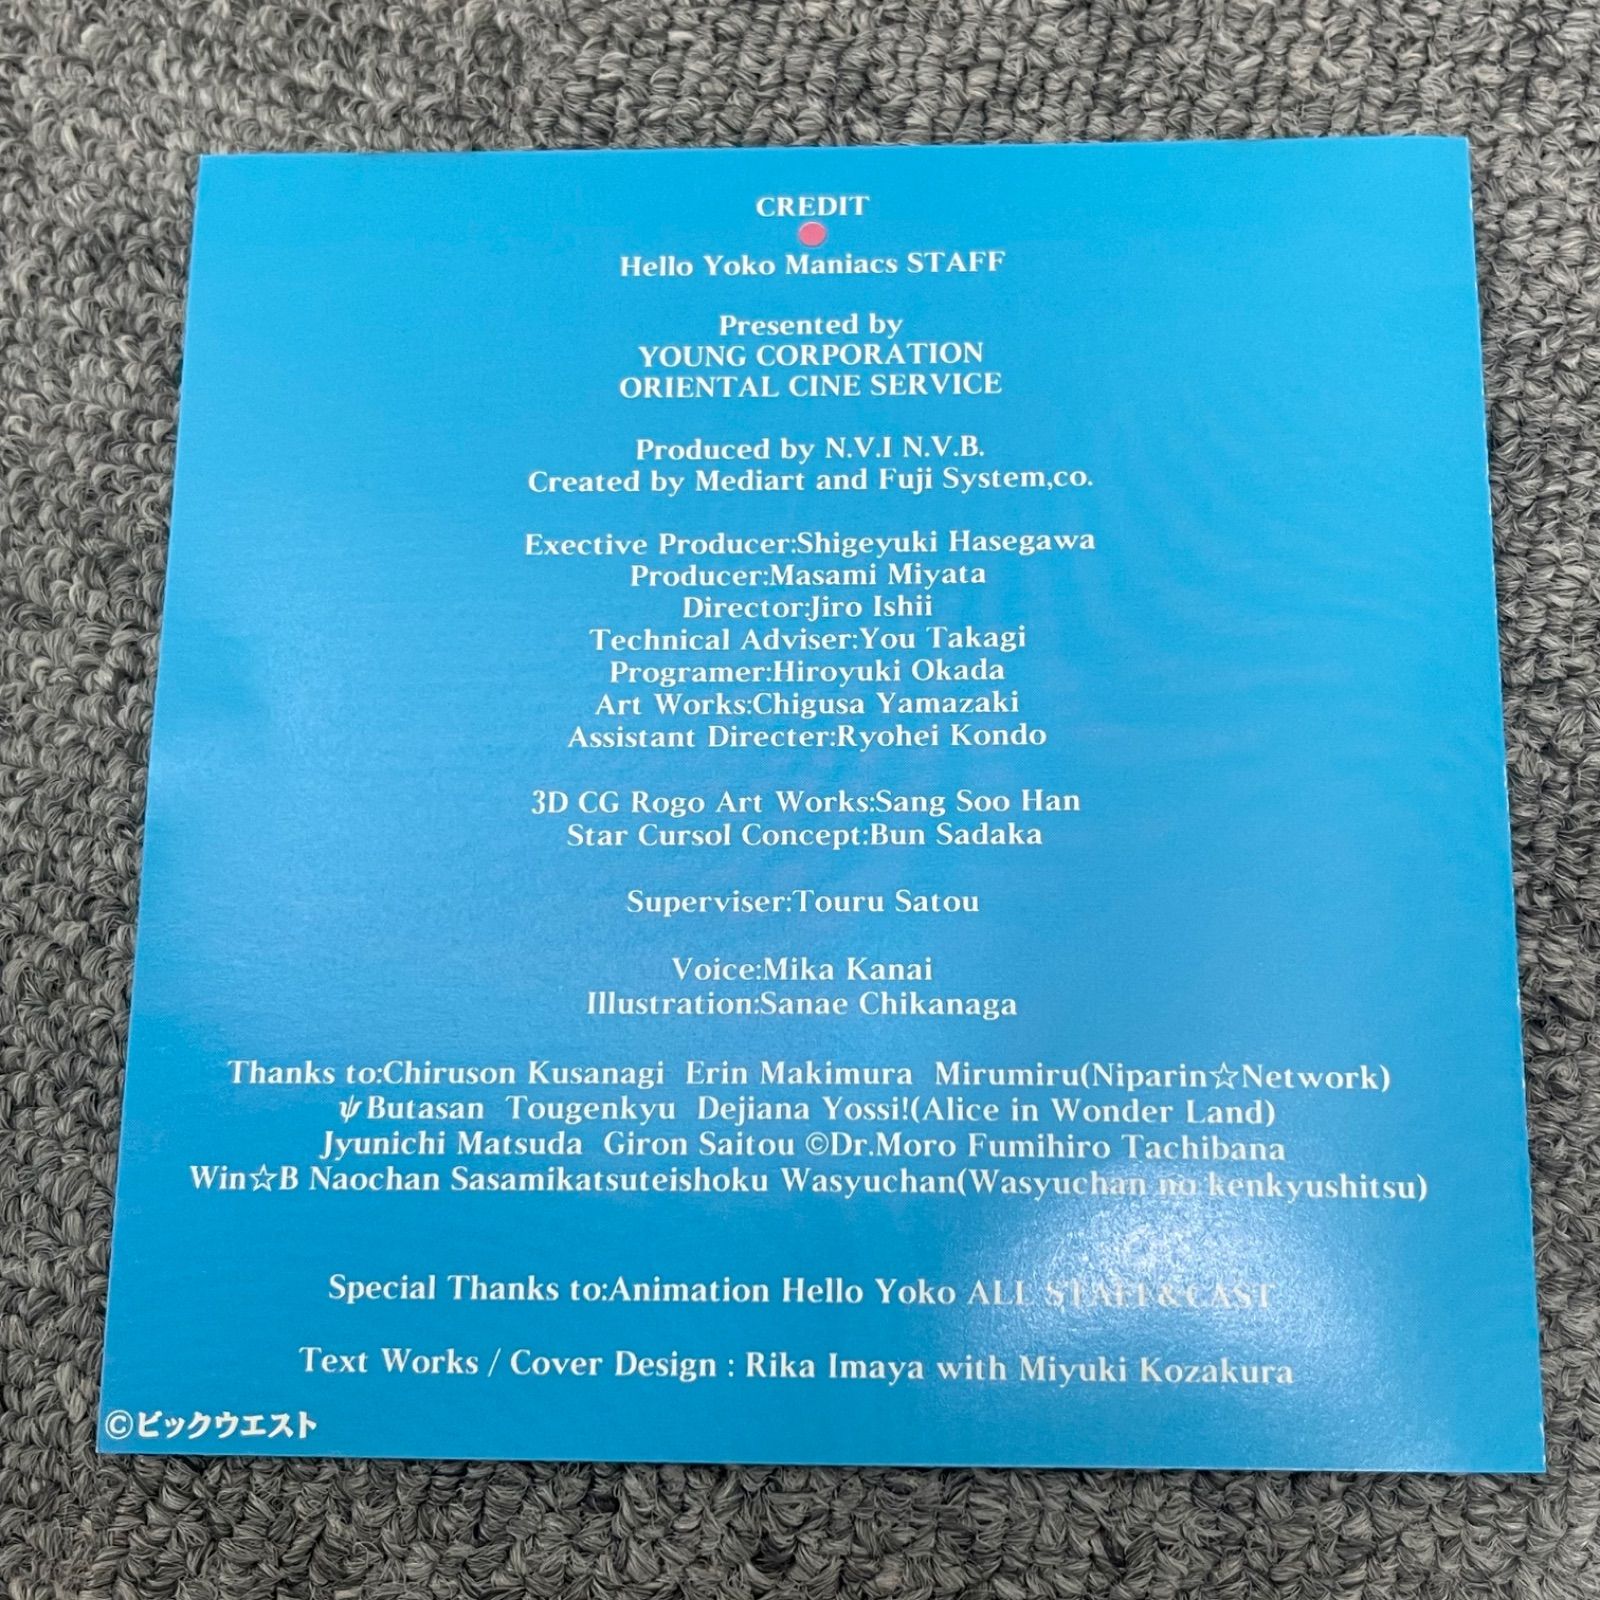 CREDIT
Hello Yoko Maniacs STAFF
Presented by
YOUNG CORPORATION
ORIENTAL CINE SERVICE
Produced by N.V.I N.V.B.
Created by Mediart and Fuji System,co.
Exective Producer:Shigeyuki Hasegawa
Producer:Masami Miyata
Director:Jiro Ishii
Technical Adviser:You Takagi
Programer:Hiroyuki Okada
Art Works:Chigusa Yamazaki
Assistant Directer:Ryohei Kondo
3D CG Rogo Art Works:Sang Soo Han
Star Cursol Concept:Bun Sadaka
Superviser:Touru Satou
Voice:Mika Kanai
Illustration:Sanae Chikanaga
Thanks to:Chiruson Kusanagi Erin Makimura Mirumiru(Niparin☆Network)
ψButasan Tougenkyu Dejiana Yossi!(Alice in Wonder Land)
Jyunichi Matsuda Giron Saitou ©Dr.Moro Fumihiro Tachibana
Win☆B Naochan Sasamikatsuteishoku Wasyuchan(Wasyuchan no kenkyushitsu)
Special Thanks to:Animation Hello Yoko ALL STAFF&CAST
Text Works / Cover Design : Rika Imaya with Miyuki Kozakura
©ビックウエスト